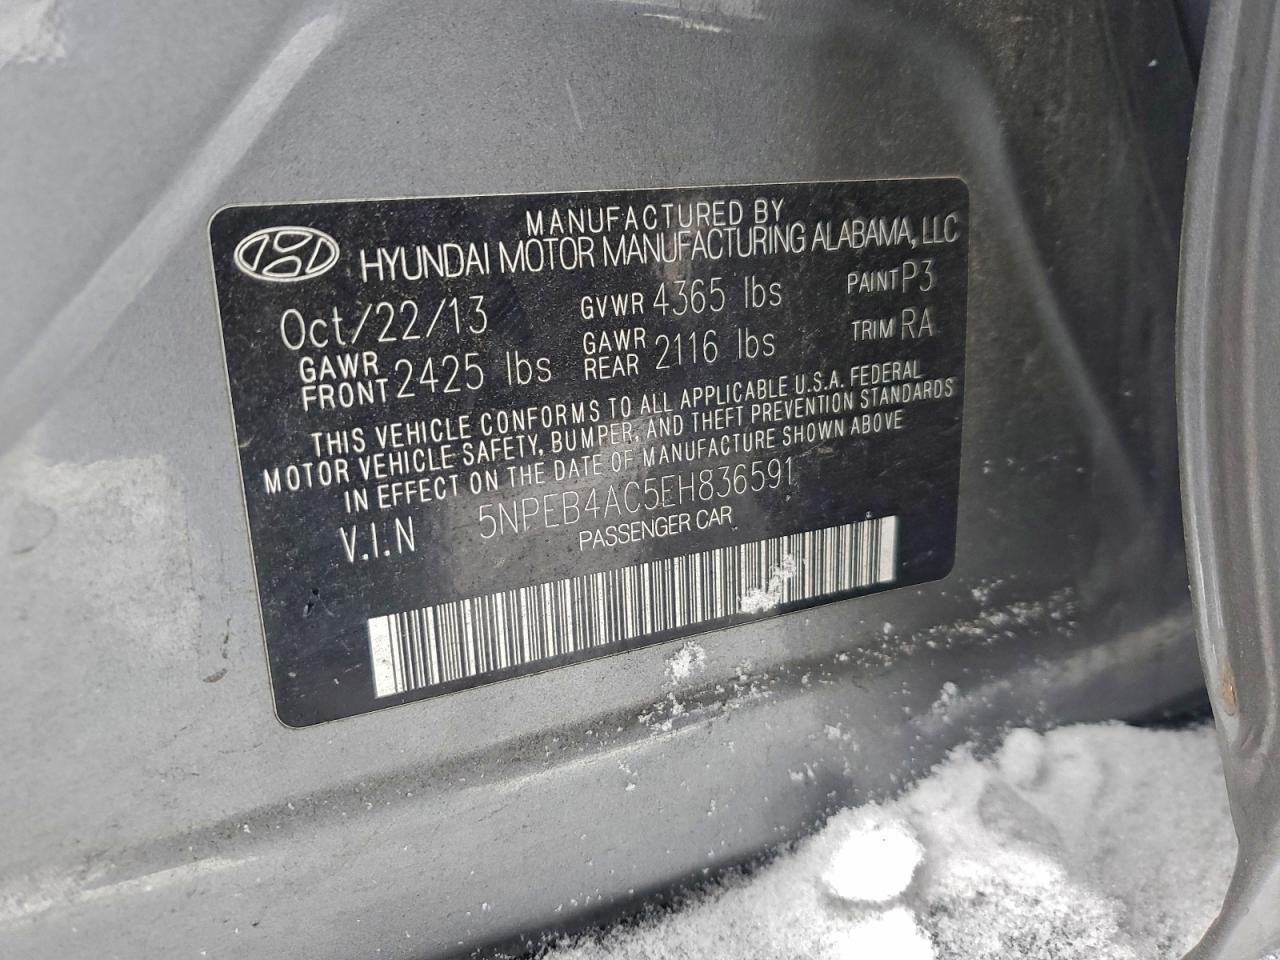 MANUFACTURED BY
HYUNDAI MOTOR MANUFACTURING ALABAMA, LLC
Oct/22/13 GVWR 4365 lbs PAINT P3
GAWR FRONT 2425 lbs GAWR REAR 2116 lbs TRIM RA
THIS VEHICLE CONFORMS TO ALL APPLICABLE U.S.A. FEDERAL
MOTOR VEHICLE SAFETY, BUMPER, AND THEFT PREVENTION STANDARDS
IN EFFECT ON THE DATE OF MANUFACTURE SHOWN ABOVE
V.I.N 5NPEB4AC5EH836591
PASSENGER CAR